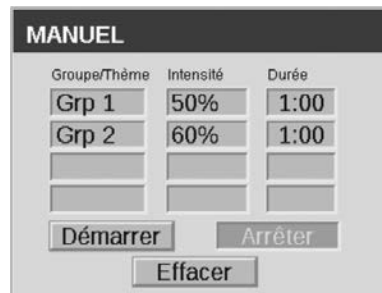 MANUEL
Groupe/Thème Intensité Durée
Grp 1 50% 1:00
Grp 2 60% 1:00
Démarrer Arrêter
Effacer